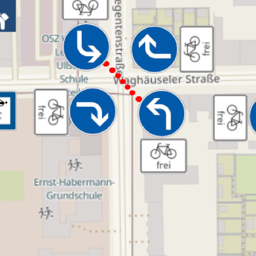 frei
egentenstraße
OSZ
Schule
nghäuseler Straße
frei
frei
frei
frei
Ernst-Habermann-
Grundschule